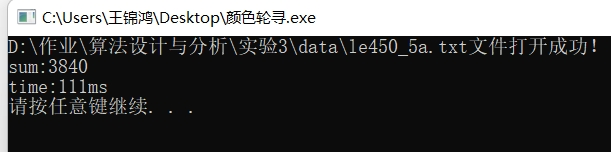 C:\Users\王锦鸿\Desktop\颜色轮寻.exe
D:\作业\算法设计与分析\实验3\data\le450_5a.txt文件打开成功!
sum:3840
time:111ms
请按任意键继续. . .